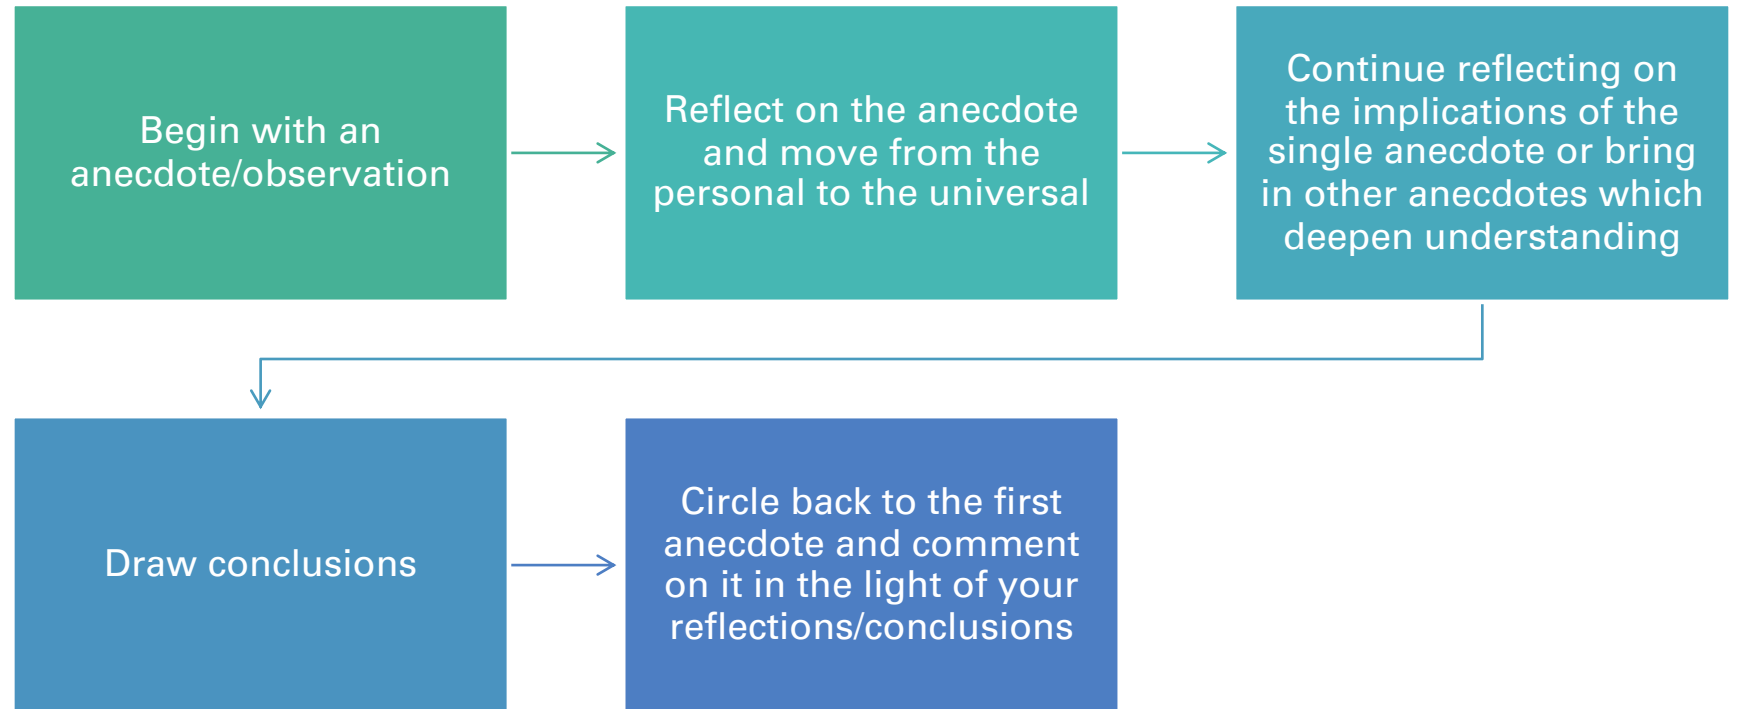 Begin with an
anecdote/observation
Reflect on the anecdote
and move from the
personal to the universal
Continue reflecting on
the implications of the
single anecdote or bring
in other anecdotes which
deepen understanding
Draw conclusions
Circle back to the first
anecdote and comment
on it in the light of your
reflections/conclusions